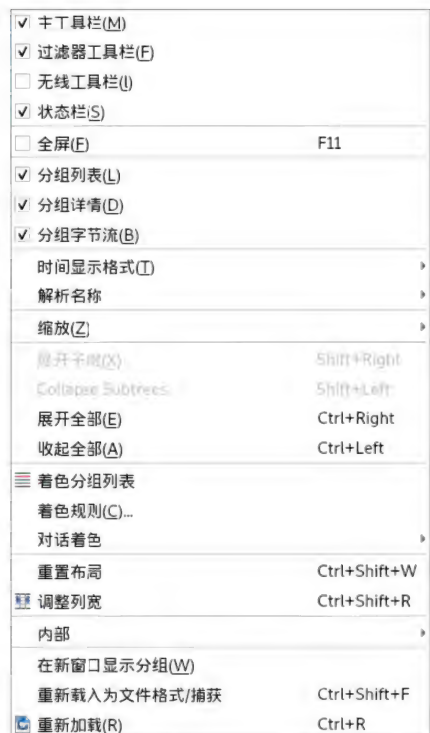 主工具栏(M)
过滤器工具栏(F)
无线工具栏(l)
状态栏(S)
全屏(F) F11
分组列表(L)
分组详情(D)
分组字节流(B)
时间显示格式(T)
解析名称
缩放(Z)
展开子树(X) Shift+Right
Collapse Subtrees Shift+Left
展开全部(E) Ctrl+Right
收起全部(A) Ctrl+Left
着色分组列表
着色规则(C)...
对话着色
重置布局 Ctrl+Shift+W
调整列宽 Ctrl+Shift+R
内部
在新窗口显示分组(W)
重新载入为文件格式/捕获 Ctrl+Shift+F
重新加载(R) Ctrl+R